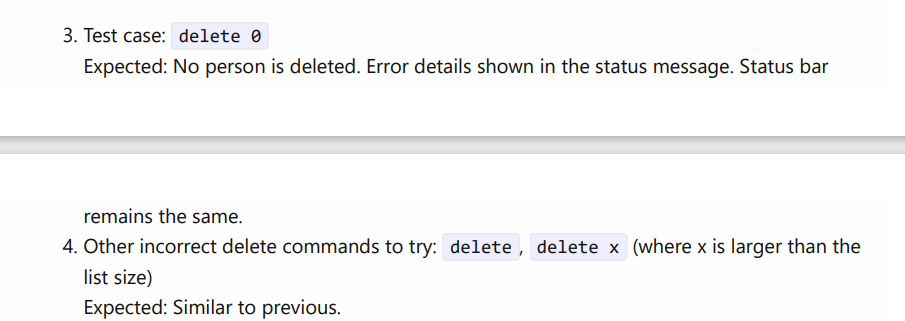 3. Test case: delete 0
Expected: No person is deleted. Error details shown in the status message. Status bar
remains the same.
4. Other incorrect delete commands to try: delete, delete x (where x is larger than the
list size)
Expected: Similar to previous.